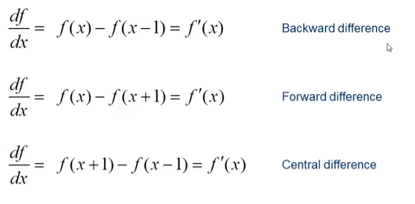 df/dx = f(x) − f(x−1) = f′(x) Backward difference
df/dx = f(x) − f(x+1) = f′(x) Forward difference
df/dx = f(x+1) − f(x−1) = f′(x) Central difference